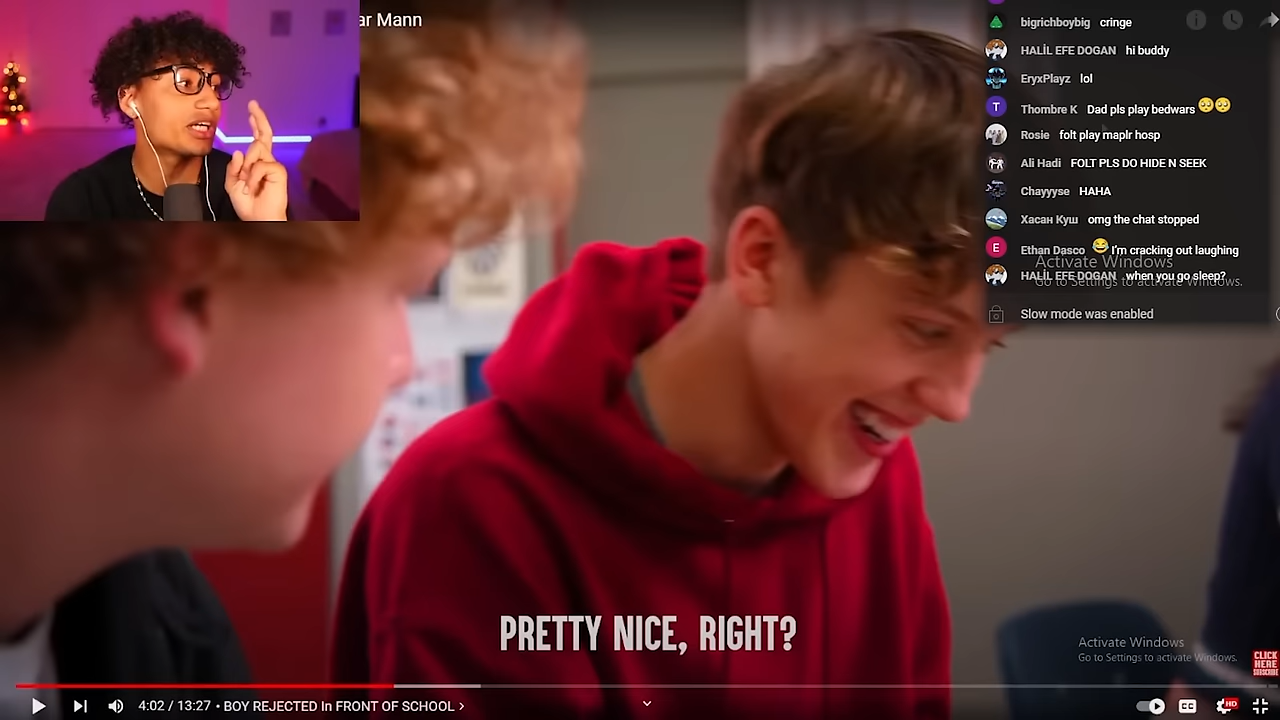 ar Mann
bigrichboybig cringe
HALİL EFE DOGAN hi buddy
EryxPlayz lol
T Thombre K Dad pls play bedwars 🥺🥺
Rosie folt play maplr hosp
Ali Hadi FOLT PLS DO HIDE N SEEK
Chayyyse HAHA
Хасан Куш omg the chat stopped
E Ethan Dasco 😂 I'm cracking out laughing
Activate Windows
HALİL EFE DOGAN when you go sleep?
Go to Settings to activate Windows.
Slow mode was enabled
PRETTY NICE, RIGHT?
Activate Windows
Go to Settings to activate Windows.
CLICK
HERE
SUBSCRIBE
4:02 / 13:27 • BOY REJECTED In FRONT OF SCHOOL ›
CC
HD